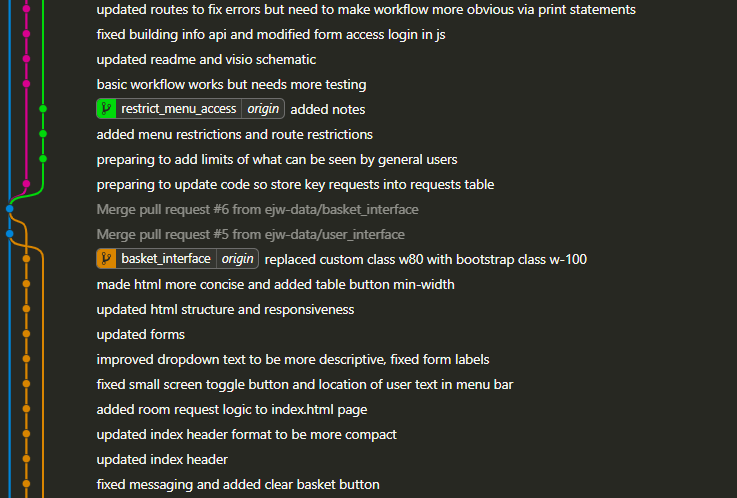 updated routes to fix errors but need to make workflow more obvious via print statements
fixed building info api and modified form access login in js
updated readme and visio schematic
basic workflow works but needs more testing
restrict_menu_access origin added notes
added menu restrictions and route restrictions
preparing to add limits of what can be seen by general users
preparing to update code so store key requests into requests table
Merge pull request #6 from ejw-data/basket_interface
Merge pull request #5 from ejw-data/user_interface
basket_interface origin replaced custom class w80 with bootstrap class w-100
made html more concise and added table button min-width
updated html structure and responsiveness
updated forms
improved dropdown text to be more descriptive, fixed form labels
fixed small screen toggle button and location of user text in menu bar
added room request logic to index.html page
updated index header format to be more compact
updated index header
fixed messaging and added clear basket button